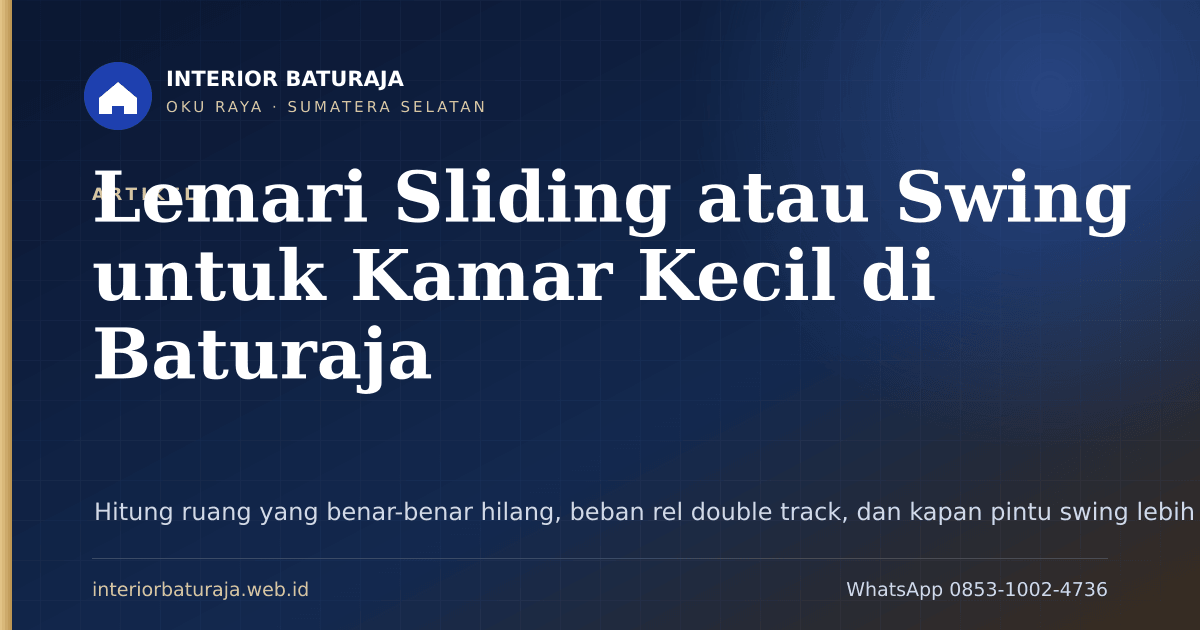 INTERIOR BATURAJA
OKU RAYA · SUMATERA SELATAN
ARTIKEL
Lemari Sliding atau Swing
untuk Kamar Kecil di
Baturaja
Hitung ruang yang benar-benar hilang, beban rel double track, dan kapan pintu swing lebih
interiorbaturaja.web.id
WhatsApp 0853-1002-4736